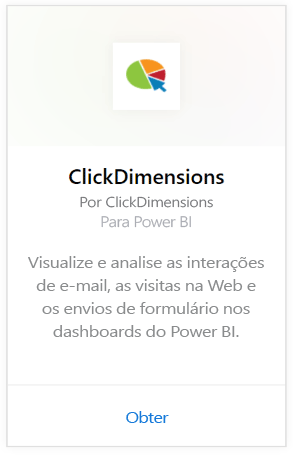 ClickDimensions
Por ClickDimensions
Para Power BI
Visualize e analise as interações
de e-mail, as visitas na Web e
os envios de formulário nos
dashboards do Power BI.
Obter